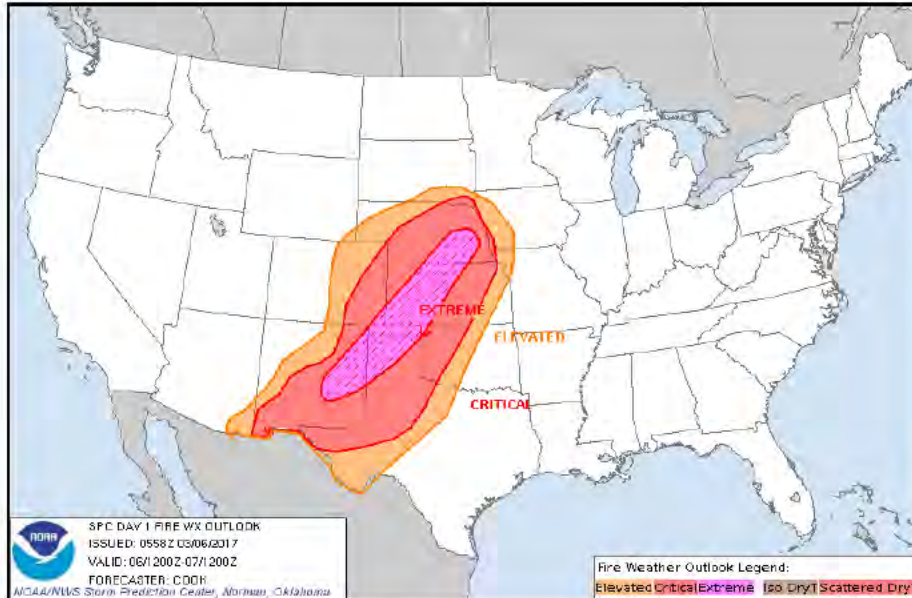 EXTREME
ELEVATED
CRITICAL
NOAA
SPC DAY 1 FIRE WX OUTLOOK
ISSUED: 0558Z 03/06/2017
VALID: 06/1200Z-07/1200Z
FORECASTER: COOK
NOAA/NWS Storm Prediction Center, Norman, Oklahoma
Fire Weather Outlook Legend:
Elevated Critical Extreme Iso DryT Scattered Dry